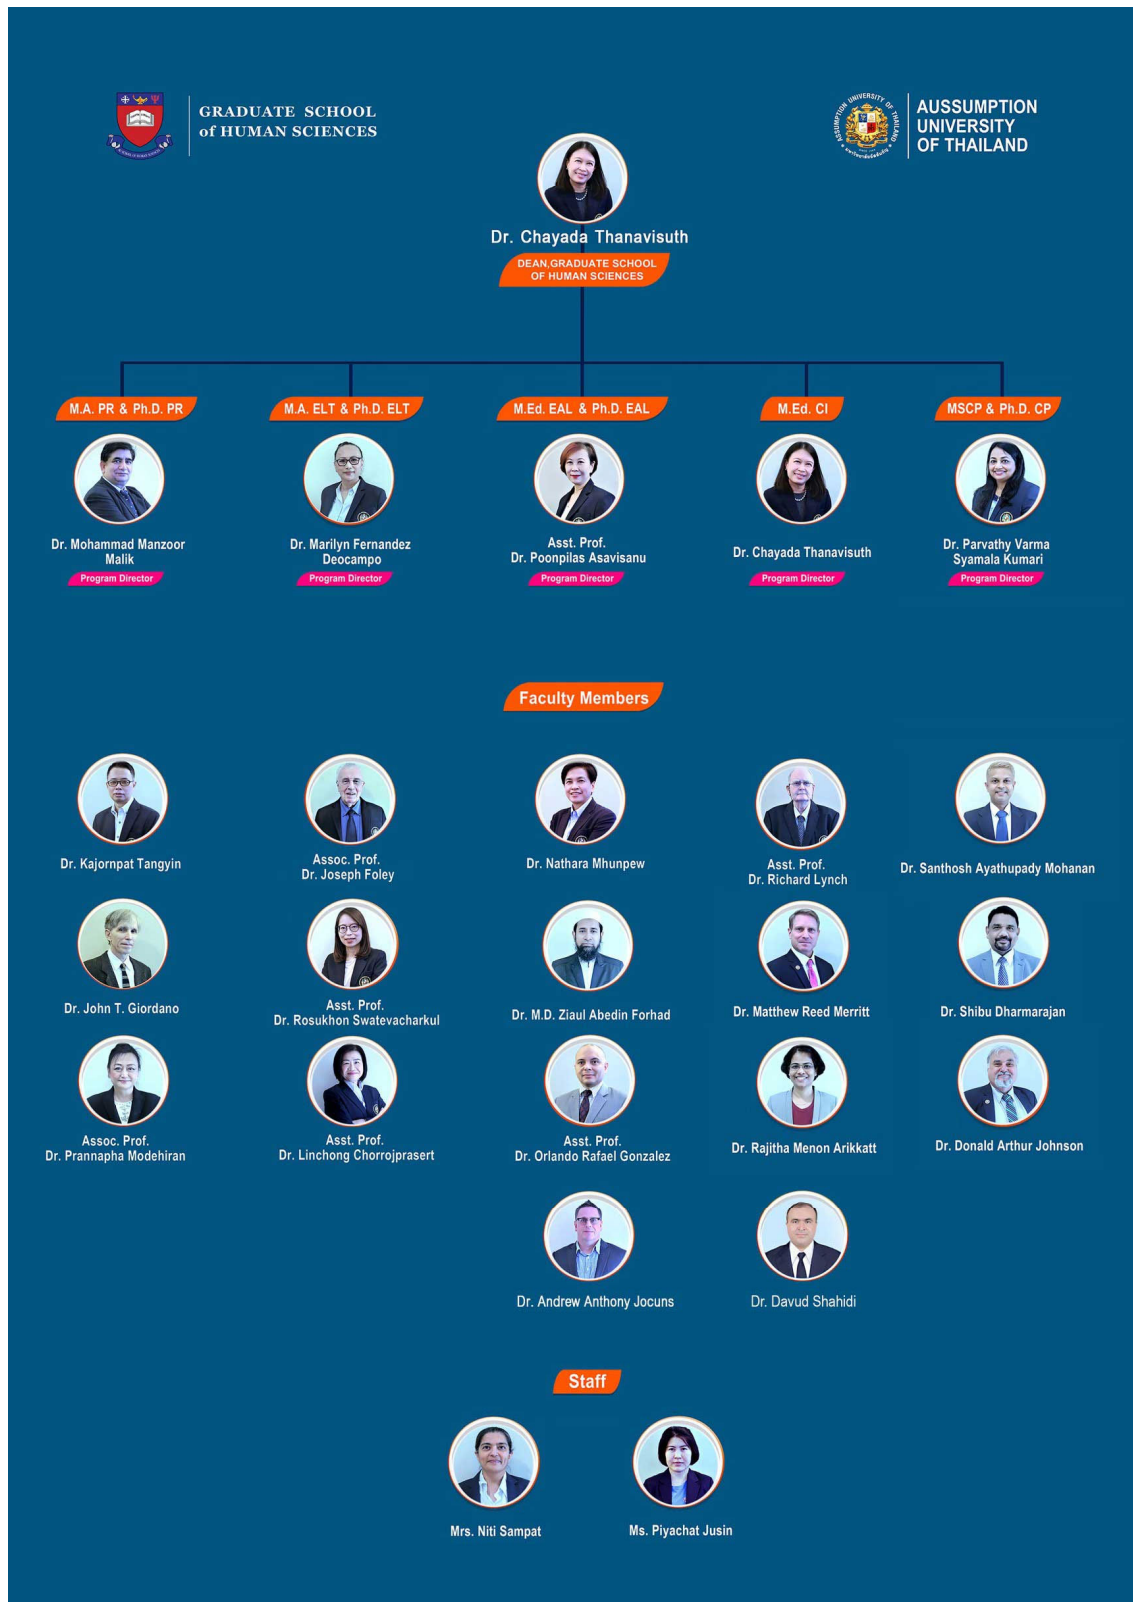 GRADUATE SCHOOL
of HUMAN SCIENCES
ASSUMPTION UNIVERSITY OF THAILAND
AUSSUMPTION
UNIVERSITY
OF THAILAND
Dr. Chayada Thanavisuth
DEAN,GRADUATE SCHOOL
OF HUMAN SCIENCES
M.A. PR & Ph.D. PR
M.A. ELT & Ph.D. ELT
M.Ed. EAL & Ph.D. EAL
M.Ed. CI
MSCP & Ph.D. CP
Dr. Mohammad Manzoor
Malik
Program Director
Dr. Marilyn Fernandez
Deocampo
Program Director
Asst. Prof.
Dr. Poonpilas Asavisanu
Program Director
Dr. Chayada Thanavisuth
Program Director
Dr. Parvathy Varma
Syamala Kumari
Program Director
Faculty Members
Dr. Kajornpat Tangyin
Assoc. Prof.
Dr. Joseph Foley
Dr. Nathara Mhunpew
Asst. Prof.
Dr. Richard Lynch
Dr. Santhosh Ayathupady Mohanan
Dr. John T. Giordano
Asst. Prof.
Dr. Rosukhon Swatevacharkul
Dr. M.D. Ziaul Abedin Forhad
Dr. Matthew Reed Merritt
Dr. Shibu Dharmarajan
Assoc. Prof.
Dr. Prannapha Modehiran
Asst. Prof.
Dr. Linchong Chorrojprasert
Asst. Prof.
Dr. Orlando Rafael Gonzalez
Dr. Rajitha Menon Arikkatt
Dr. Donald Arthur Johnson
Dr. Andrew Anthony Jocuns
Dr. Davud Shahidi
Staff
Mrs. Niti Sampat
Ms. Piyachat Jusin